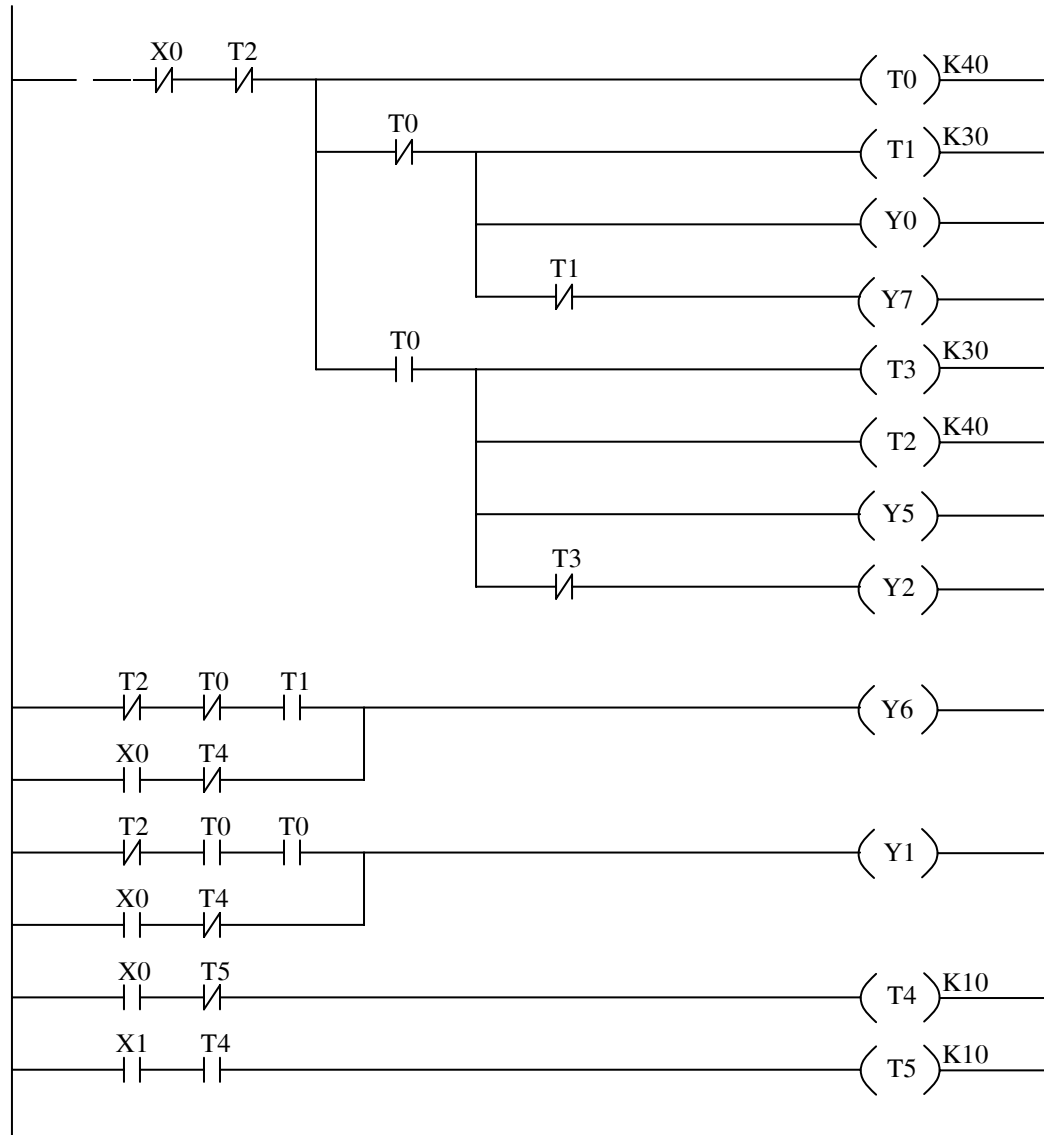 X0 T2
T0 K40
T0
T1 K30
Y0
T1
Y7
T0
T3 K30
T2 K40
Y5
T3
Y2
T2 T0 T1
Y6
X0 T4
T2 T0 T0
Y1
X0 T4
X0 T5
T4 K10
X1 T4
T5 K10